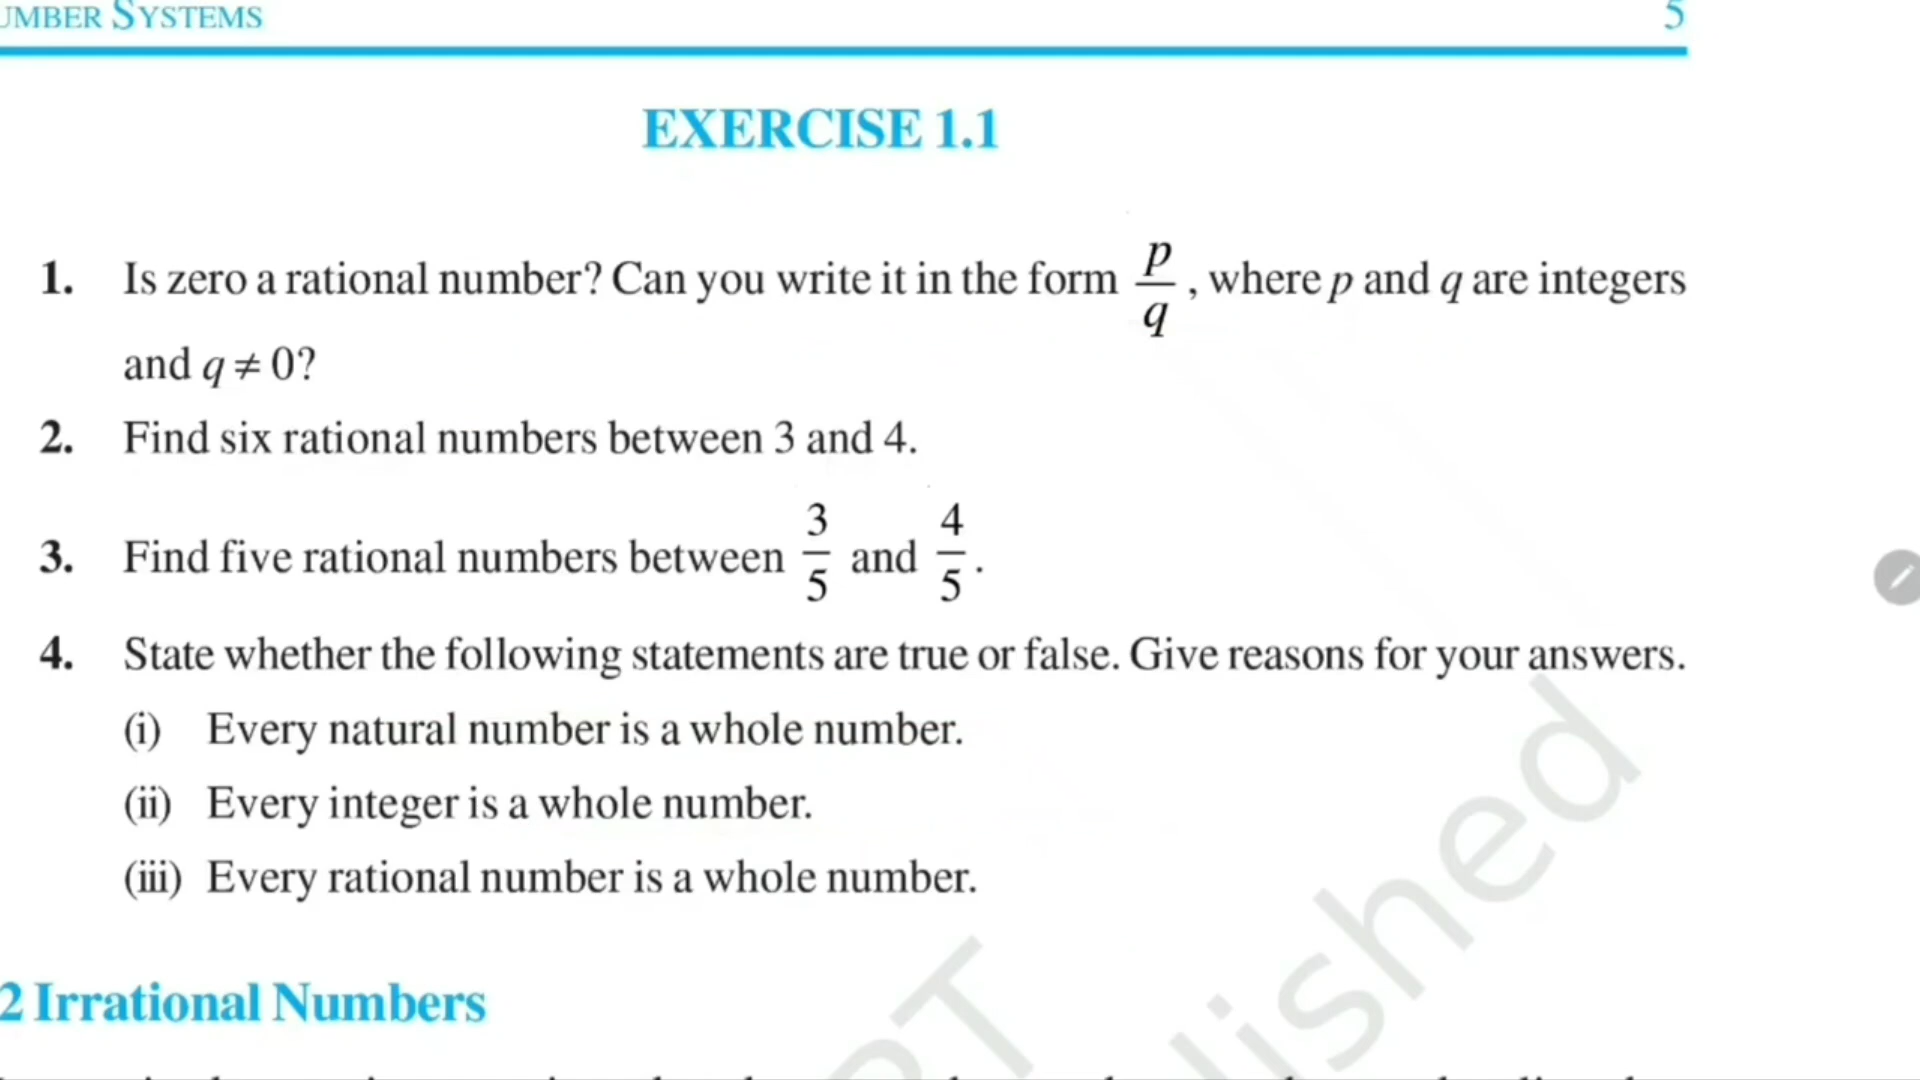 UMBER SYSTEMS 5
EXERCISE 1.1
1. Is zero a rational number? Can you write it in the form p/q, where p and q are integers
and q ≠ 0?
2. Find six rational numbers between 3 and 4.
3. Find five rational numbers between 3/5 and 4/5.
4. State whether the following statements are true or false. Give reasons for your answers.
(i) Every natural number is a whole number.
(ii) Every integer is a whole number.
(iii) Every rational number is a whole number.
2 Irrational Numbers